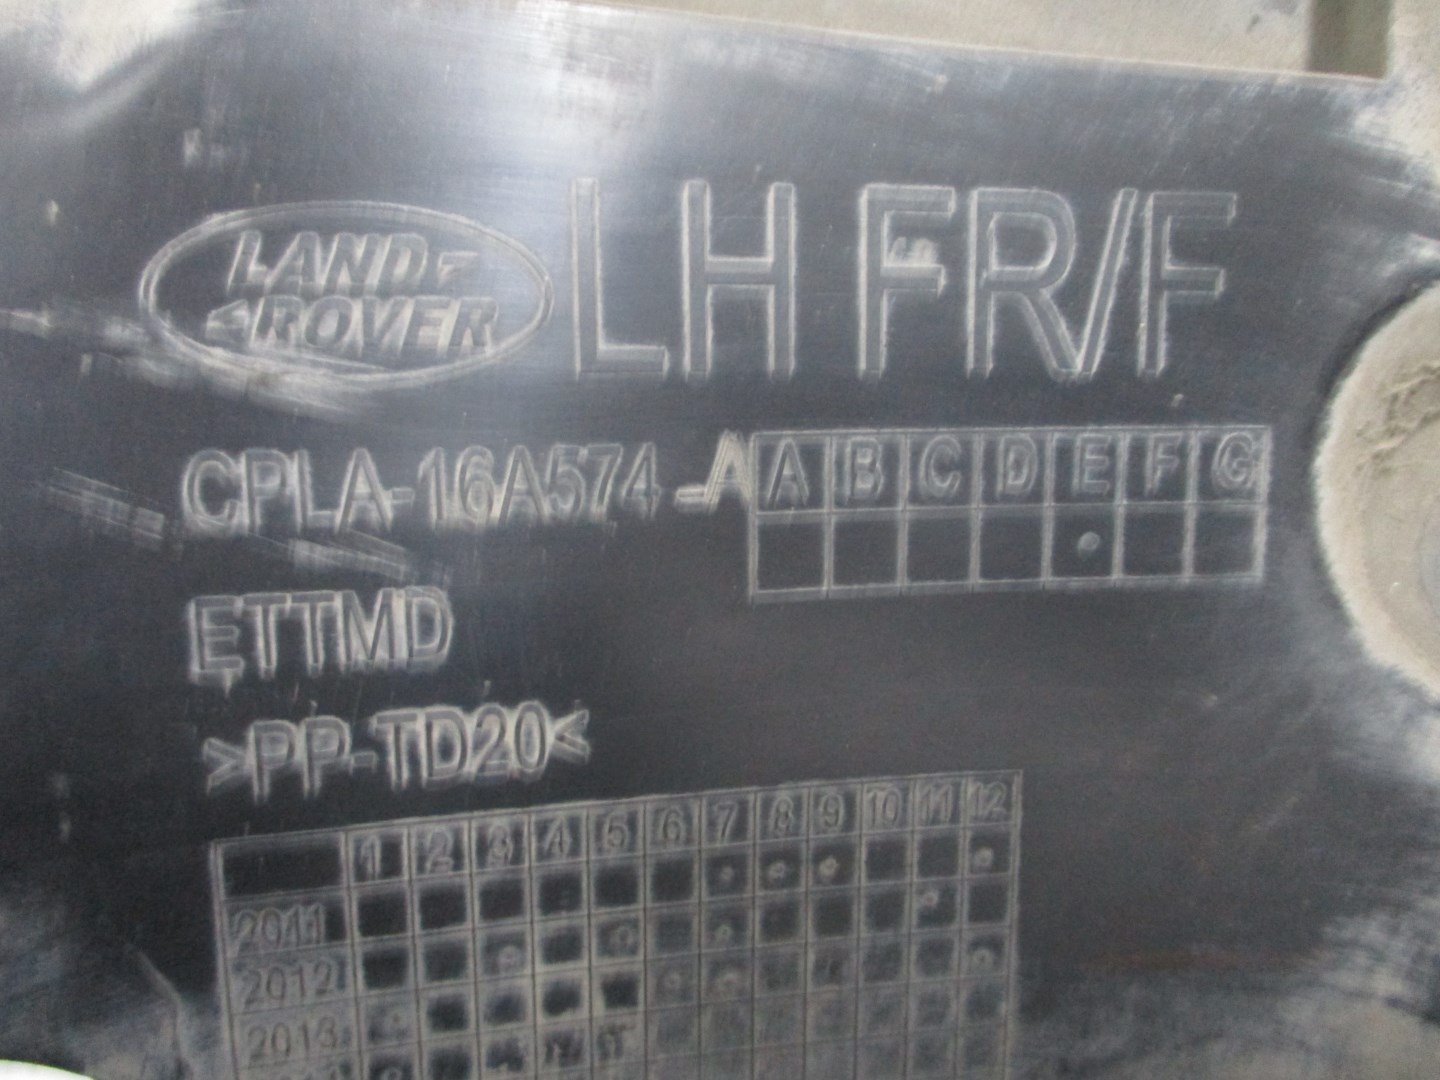 LAND
ROVER
LH FR/F
CPLA-16A574-A
A B C D E F G
ETTMD
>PP-TD20<
1 2 3 4 5 6 7 8 9 10 11 12
2011
2012
2013